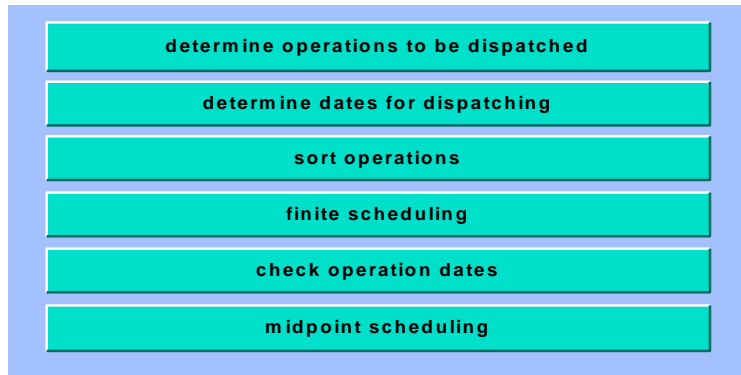 determine operations to be dispatched
determine dates for dispatching
sort operations
finite scheduling
check operation dates
midpoint scheduling